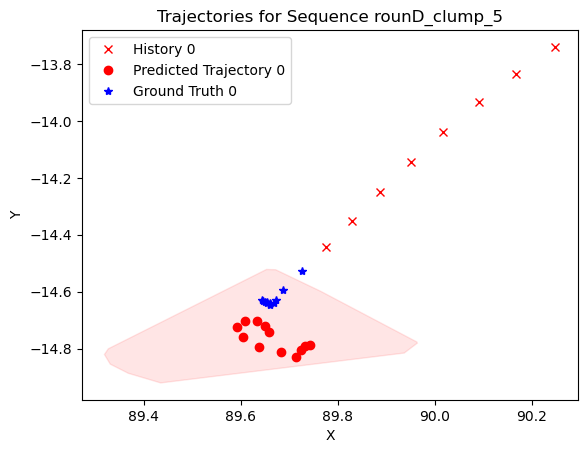 Trajectories for Sequence rounD_clump_5
History 0
Predicted Trajectory 0
Ground Truth 0
Y
−13.8
−14.0
−14.2
−14.4
−14.6
−14.8
89.4 89.6 89.8 90.0 90.2
X